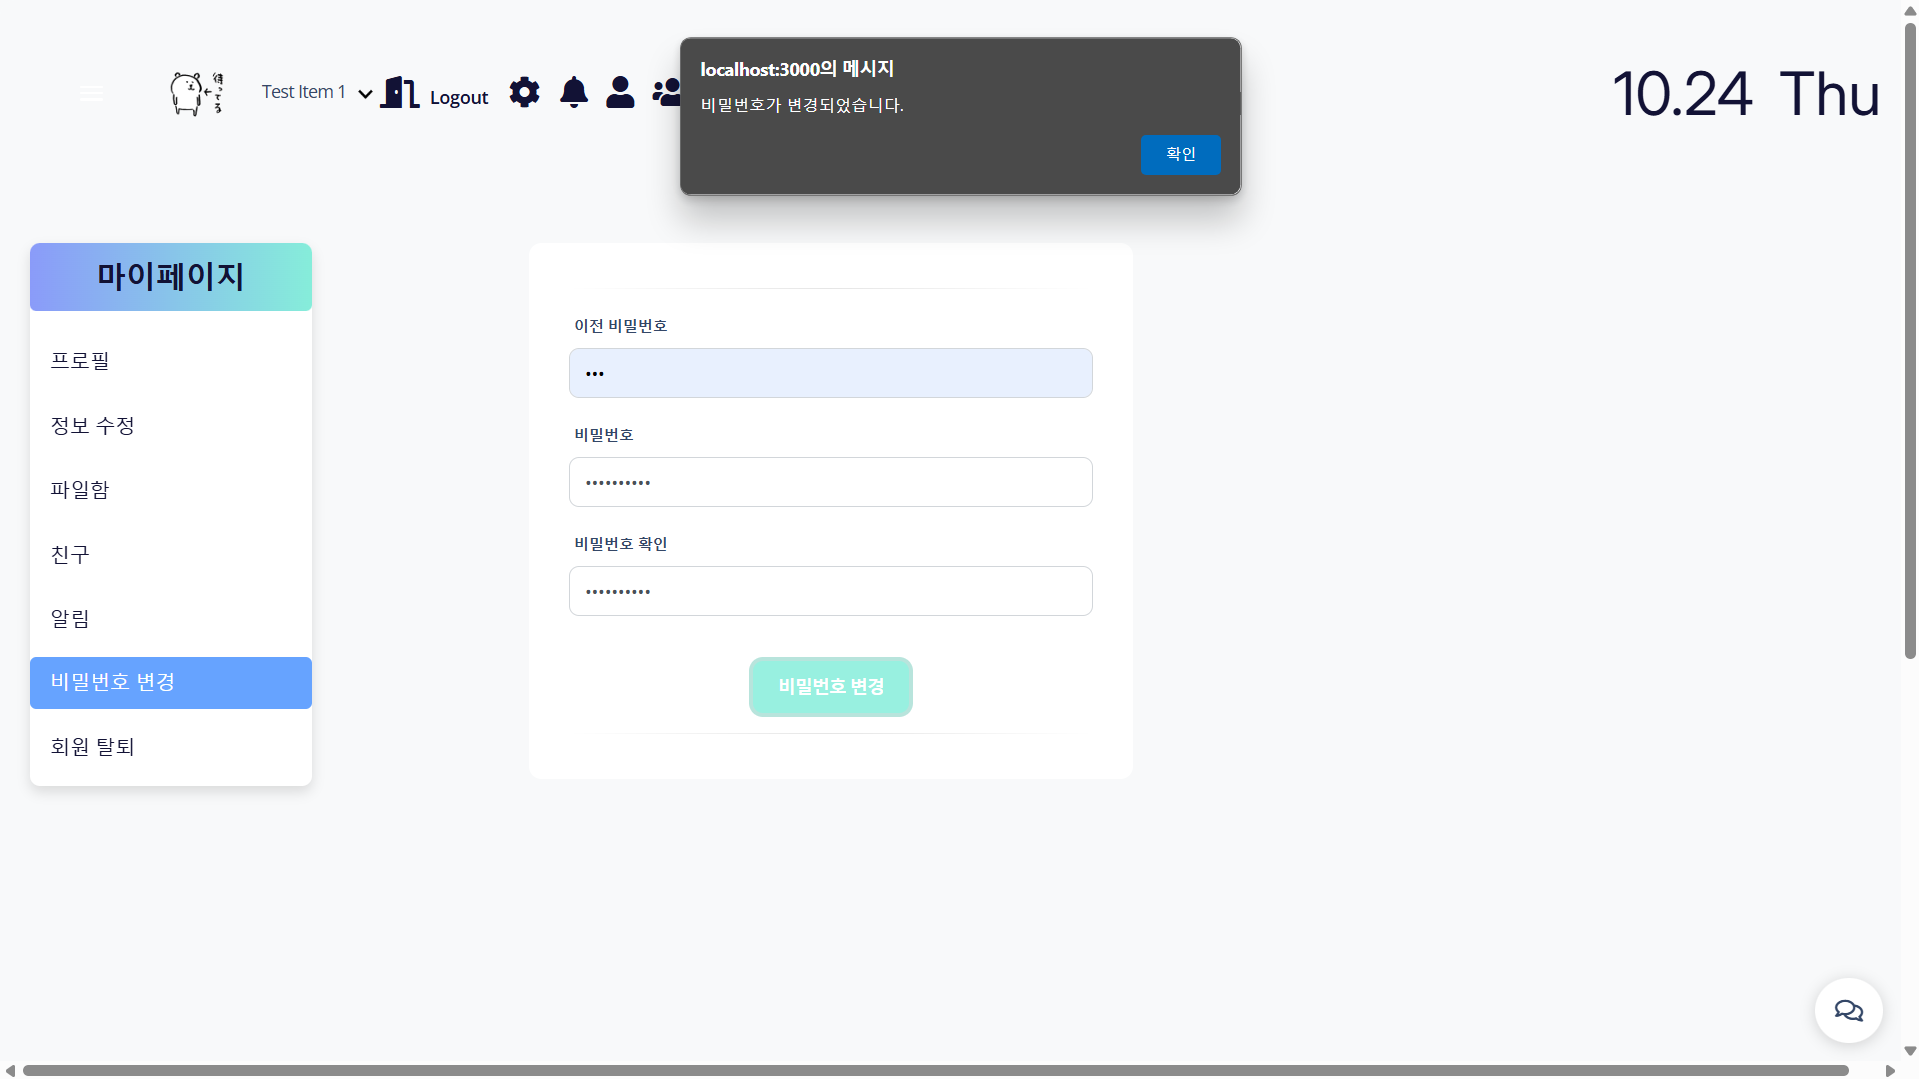 localhost:3000의 메시지
비밀번호가 변경되었습니다.
확인
待ってる
Test Item 1
Logout
10.24 Thu
마이페이지
프로필
정보 수정
파일함
친구
알림
비밀번호 변경
회원 탈퇴
이전 비밀번호
•••
비밀번호
••••••••••
비밀번호 확인
••••••••••
비밀번호 변경